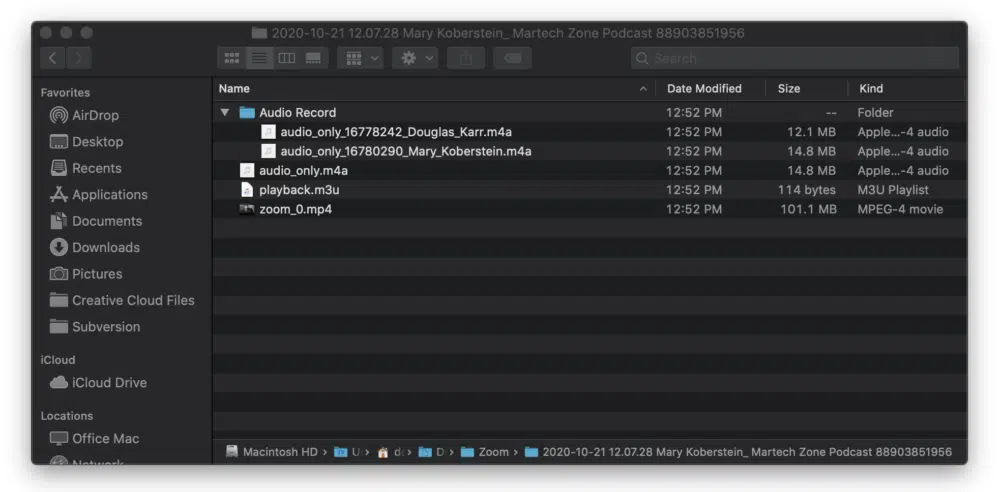 2020-10-21 12.07.28 Mary Koberstein_ Martech Zone Podcast 88903851956
Search
Favorites
AirDrop
Desktop
Recents
Applications
Documents
Downloads
Pictures
Creative Cloud Files
Subversion
iCloud
iCloud Drive
Locations
Office Mac
Network
Name Date Modified Size Kind
Audio Record 12:52 PM -- Folder
audio_only_16778242_Douglas_Karr.m4a 12:52 PM 12.1 MB Apple...-4 audio
audio_only_16780290_Mary_Koberstein.m4a 12:52 PM 14.8 MB Apple...-4 audio
audio_only.m4a 12:52 PM 14.8 MB Apple...-4 audio
playback.m3u 12:52 PM 114 bytes M3U Playlist
zoom_0.mp4 12:52 PM 101.1 MB MPEG-4 movie
Macintosh HD › U › d › D › Zoom › 2020-10-21 12.07.28 Mary Koberstein_ Martech Zone Podcast 88903851956